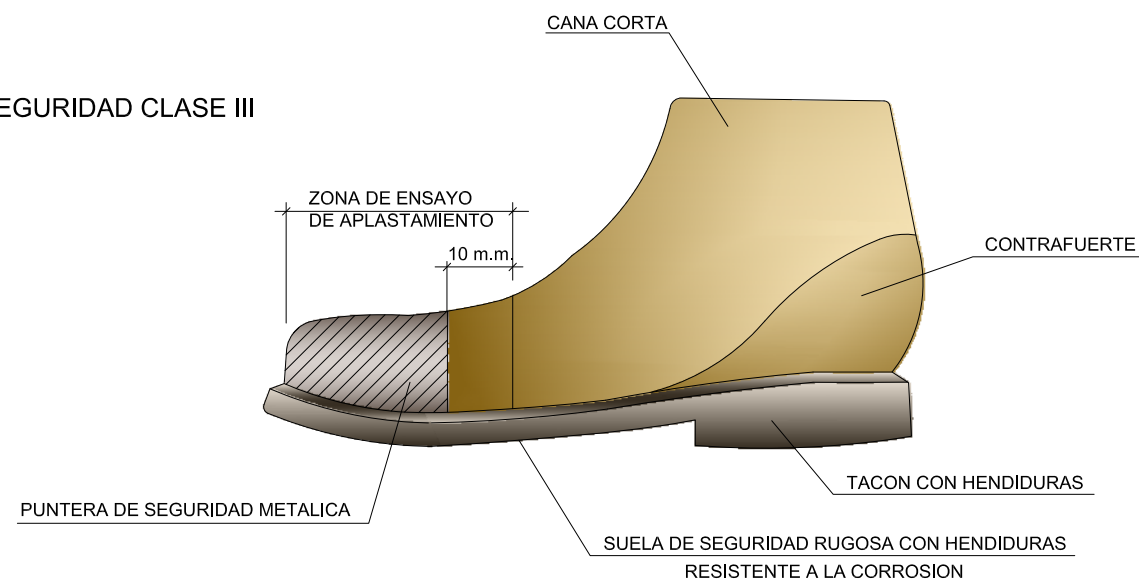 CANA CORTA
EGURIDAD CLASE III
ZONA DE ENSAYO
DE APLASTAMIENTO
10 m.m.
CONTRAFUERTE
TACON CON HENDIDURAS
PUNTERA DE SEGURIDAD METALICA
SUELA DE SEGURIDAD RUGOSA CON HENDIDURAS
RESISTENTE A LA CORROSION